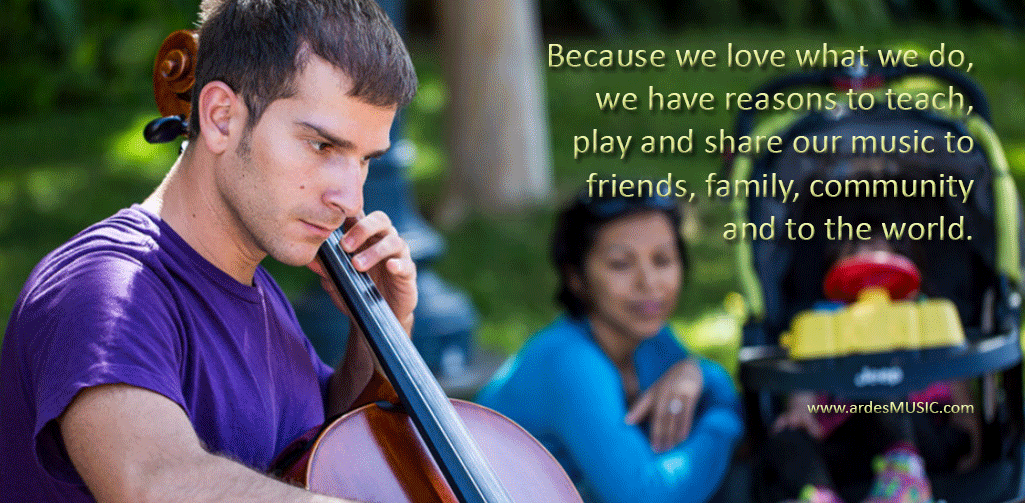 Because we love what we do,
we have reasons to teach,
play and share our music to
friends, family, community
and to the world.
Jeep
www.ardesMUSIC.com